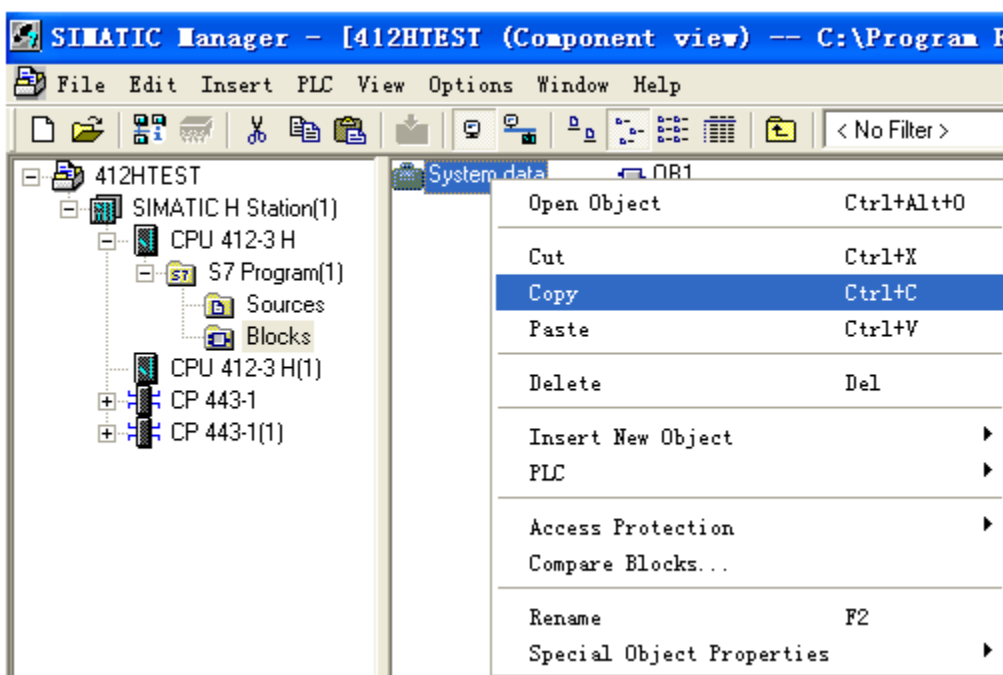 SIMATIC Manager - [412HTEST (Component view) -- C:\Program
File Edit Insert PLC View Options Window Help
< No Filter >
412HTEST
SIMATIC H Station(1)
CPU 412-3 H
S7 Program(1)
Sources
Blocks
CPU 412-3 H(1)
CP 443-1
CP 443-1(1)
System data
OB1
Open Object Ctrl+Alt+O
Cut Ctrl+X
Copy Ctrl+C
Paste Ctrl+V
Delete Del
Insert New Object
PLC
Access Protection
Compare Blocks...
Rename F2
Special Object Properties